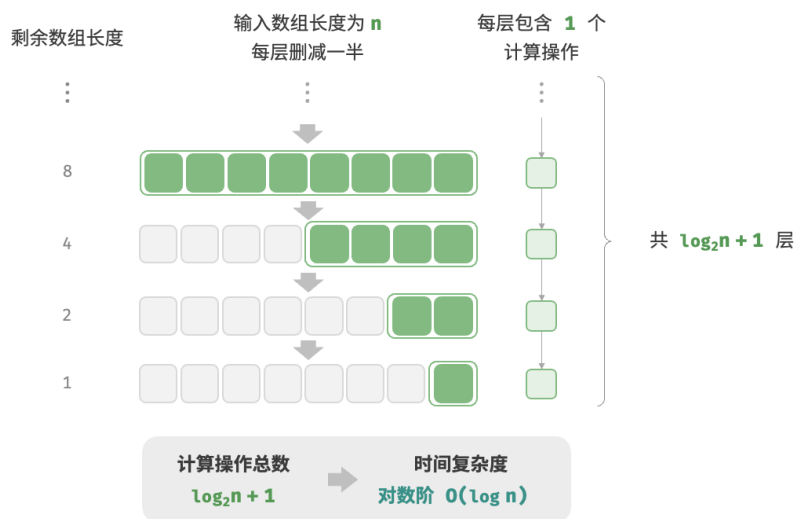 剩余数组长度
输入数组长度为 n
每层删减一半
每层包含 1 个
计算操作
8
4
2
1
共 log₂n + 1 层
计算操作总数
log₂n + 1
时间复杂度
对数阶 O(log n)